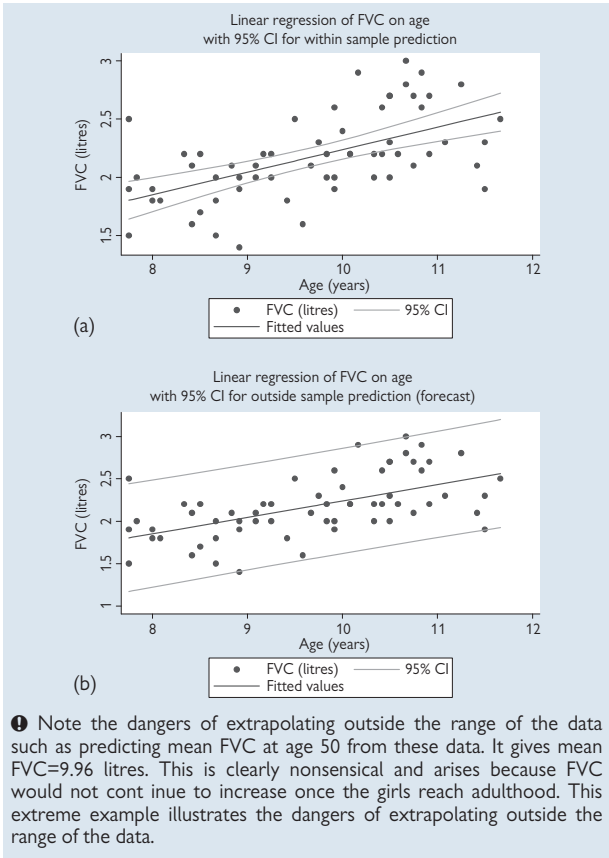 Linear regression of FVC on age
with 95% CI for within sample prediction
3
2.5
2
1.5
FVC (litres)
8 9 10 11 12
Age (years)
FVC (litres) 95% CI
Fitted values
(a)
Linear regression of FVC on age
with 95% CI for outside sample prediction (forecast)
3
2.5
2
1.5
1
FVC (litres)
8 9 10 11 12
Age (years)
FVC (litres) 95% CI
Fitted values
(b)
❶ Note the dangers of extrapolating outside the range of the data
such as predicting mean FVC at age 50 from these data. It gives mean
FVC=9.96 litres. This is clearly nonsensical and arises because FVC
would not cont inue to increase once the girls reach adulthood. This
extreme example illustrates the dangers of extrapolating outside the
range of the data.